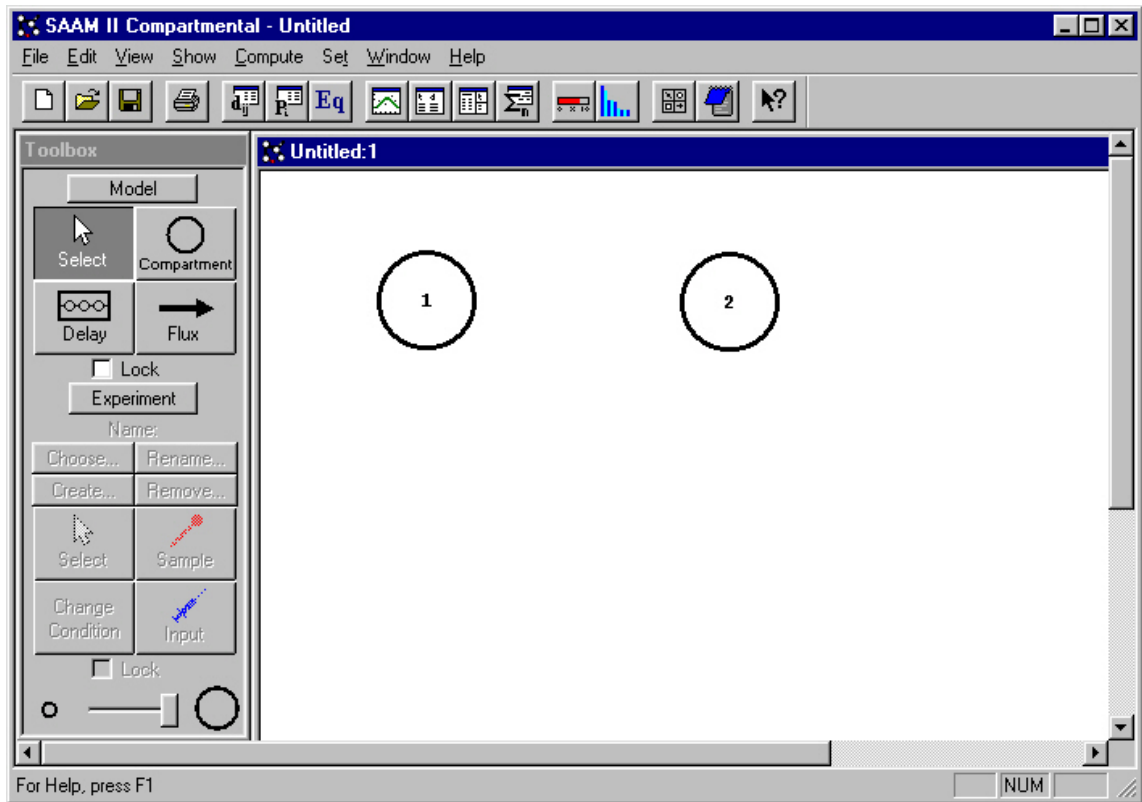 SAAM II Compartmental - Untitled
File Edit View Show Compute Set Window Help
Eq
Toolbox
Untitled:1
Model
Select Compartment
Delay Flux
Lock
Experiment
Name:
Choose... Rename...
Create... Remove...
Select Sample
Change Condition Input
Lock
1 2
For Help, press F1
NUM